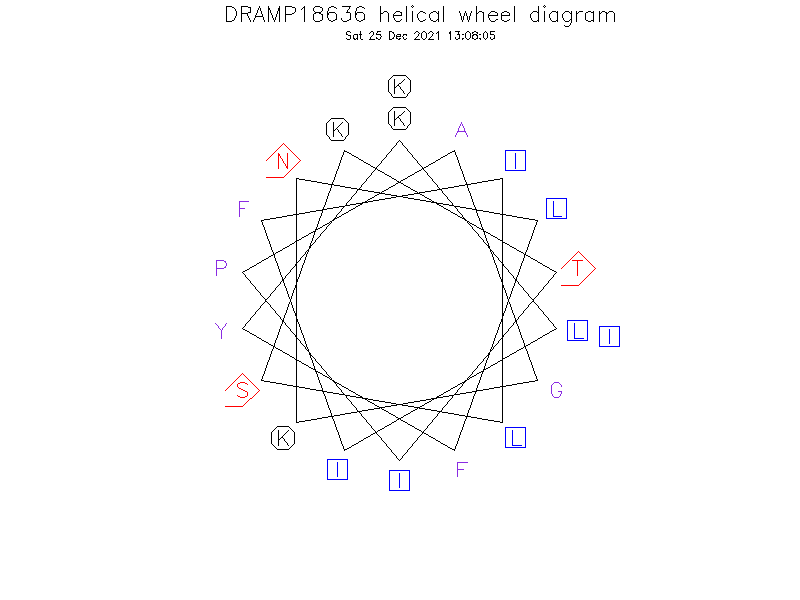 DRAMP18636 helical wheel diagram
Sat 25 Dec 2021 13:08:05
K
K
K A
N I
F L
P T
Y L I
S G
K L
I F
I